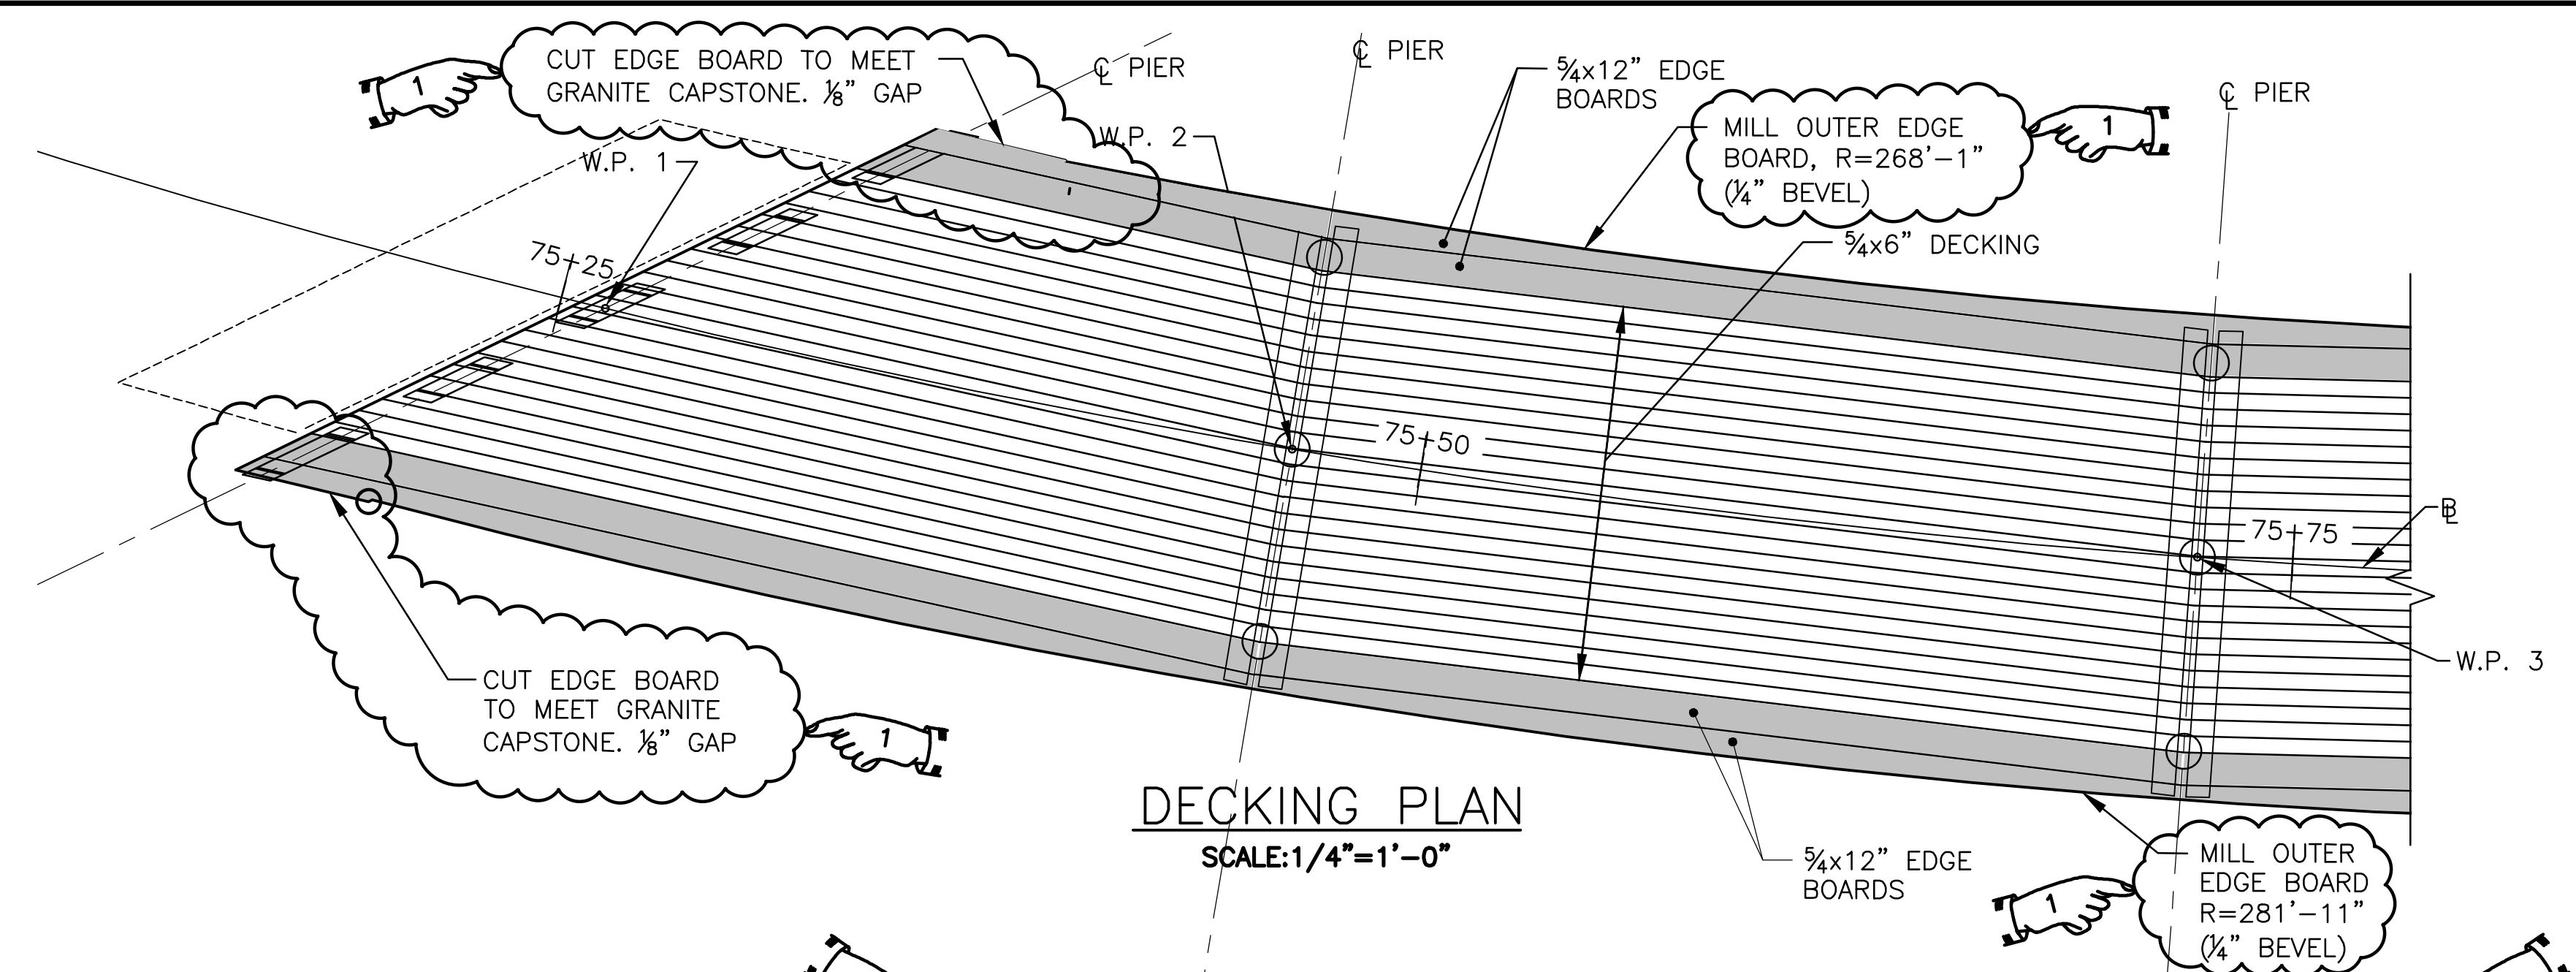 CUT EDGE BOARD TO MEET
GRANITE CAPSTONE. ⅛" GAP
1
℄ PIER
℄ PIER
5/4x12" EDGE
BOARDS
MILL OUTER EDGE
BOARD, R=268'-1"
(¼" BEVEL)
1
℄ PIER
W.P. 1
W.P. 2
5/4x6" DECKING
75+25
75+50
75+75
BL
W.P. 3
CUT EDGE BOARD
TO MEET GRANITE
CAPSTONE. ⅛" GAP
1
DECKING PLAN
SCALE:1/4"=1'-0"
5/4x12" EDGE
BOARDS
1
MILL OUTER
EDGE BOARD
R=281'-11"
(¼" BEVEL)